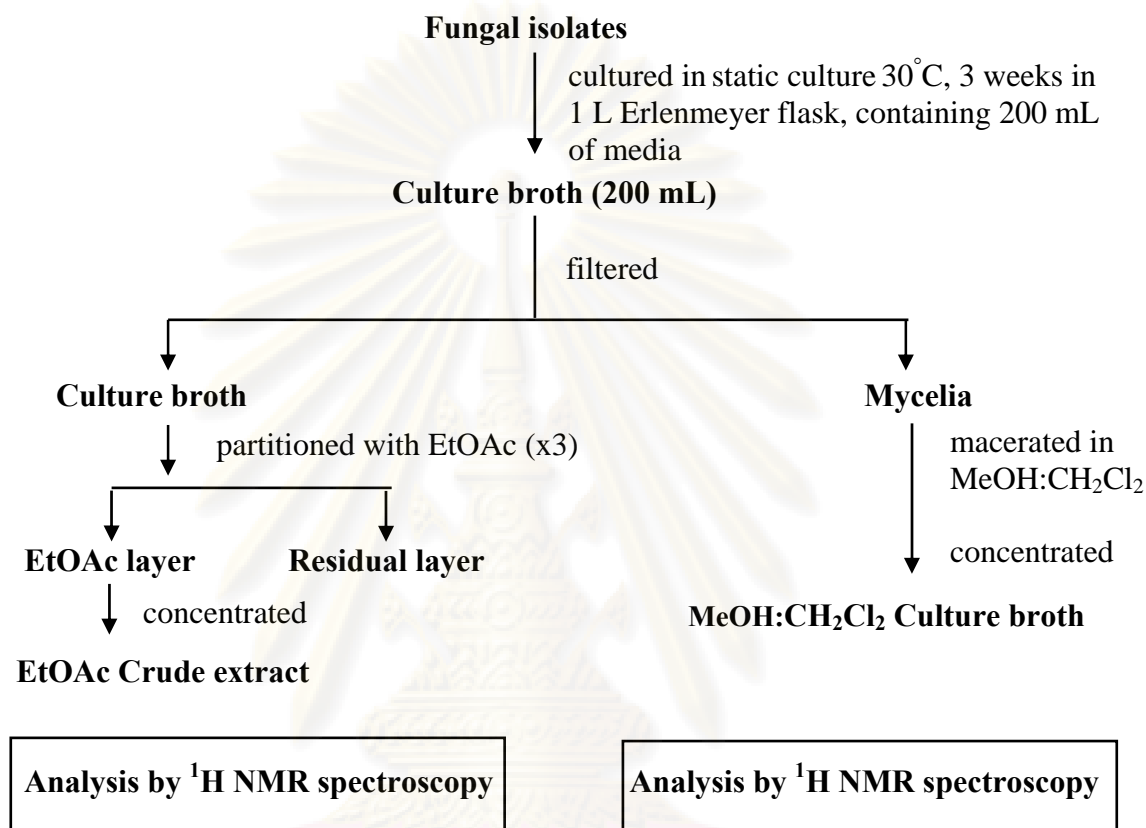 Fungal isolates
cultured in static culture 30°C, 3 weeks in
1 L Erlenmeyer flask, containing 200 mL
of media
Culture broth (200 mL)
filtered
Culture broth
Mycelia
partitioned with EtOAc (x3)
macerated in
MeOH:CH₂Cl₂
EtOAc layer
Residual layer
concentrated
concentrated
MeOH:CH₂Cl₂ Culture broth
EtOAc Crude extract
Analysis by ¹H NMR spectroscopy
Analysis by ¹H NMR spectroscopy